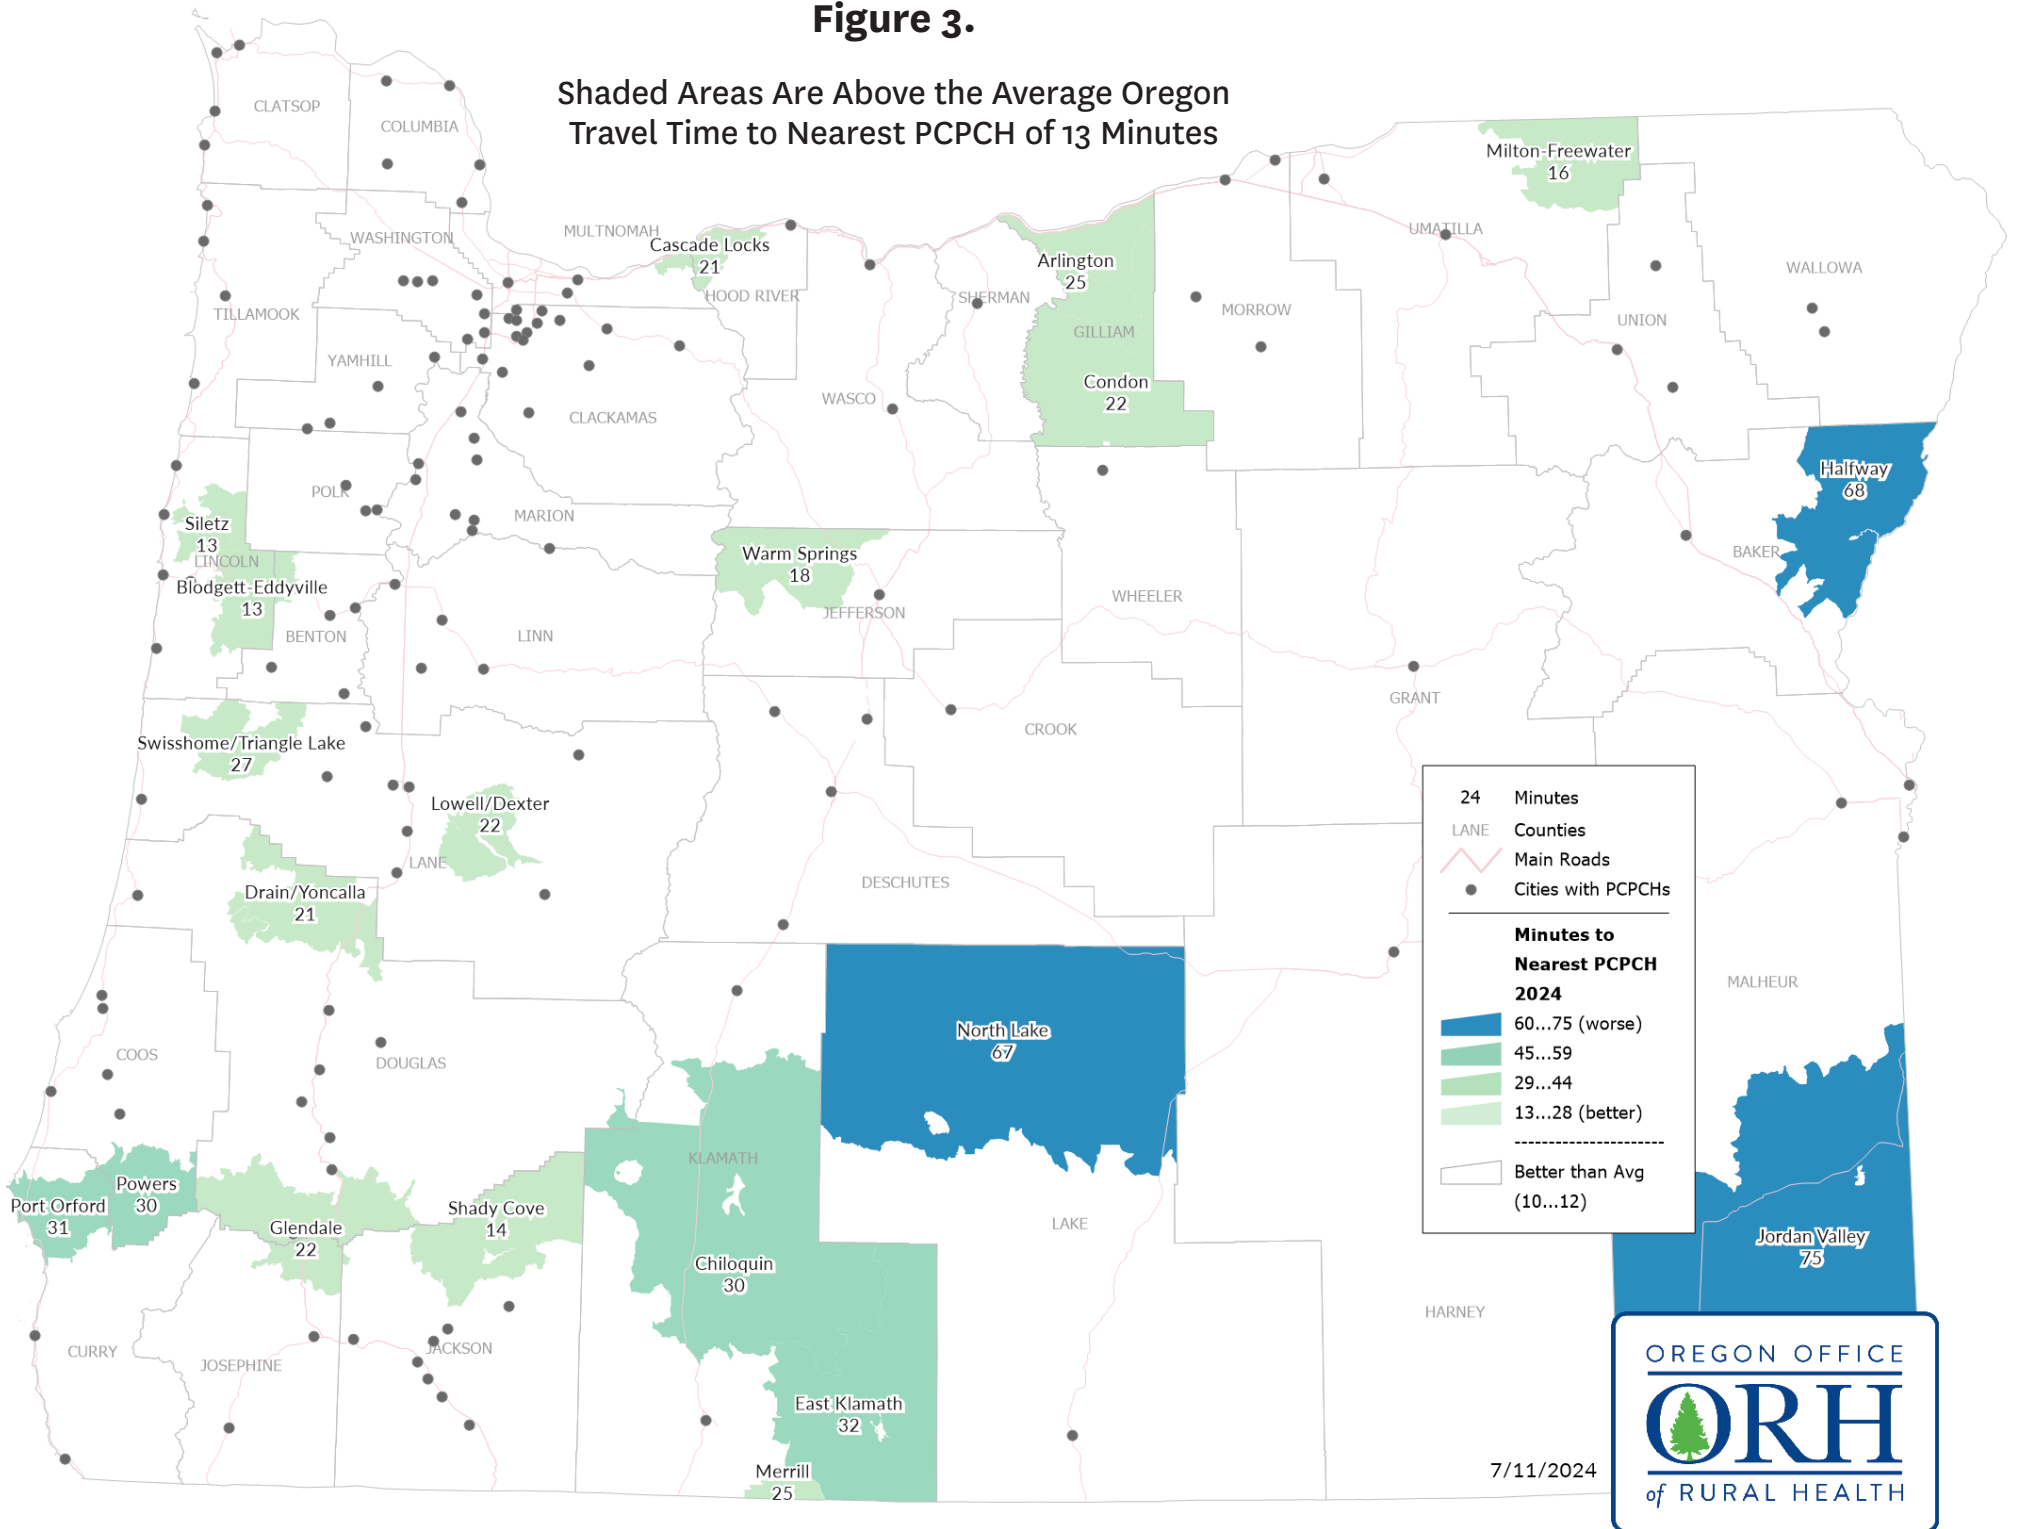 Figure 3.
Shaded Areas Are Above the Average Oregon
Travel Time to Nearest PCPCH of 13 Minutes
CLATSOP
COLUMBIA
Milton-Freewater
16
WASHINGTON
MULTNOMAH
Cascade Locks
21
HOOD RIVER
UMATILLA
WALLOWA
Arlington
25
SHERMAN
TILLAMOOK
GILLIAM
MORROW
UNION
YAMHILL
Condon
22
WASCO
CLACKAMAS
Halfway
68
POLK
MARION
Siletz
13
LINCOLN
Blodgett-Eddyville
13
BENTON
LINN
Warm Springs
18
JEFFERSON
WHEELER
BAKER
GRANT
CROOK
Swisshome/Triangle Lake
27
Lowell/Dexter
22
LANE
Drain/Yoncalla
21
DESCHUTES
24 Minutes
LANE Counties
Main Roads
Cities with PCPCHs
Minutes to
Nearest PCPCH
2024
60...75 (worse)
45...59
29...44
13...28 (better)
----------------------
Better than Avg
(10...12)
MALHEUR
North Lake
67
COOS
DOUGLAS
KLAMATH
Port Orford
31
Powers
30
Glendale
22
Shady Cove
14
LAKE
Chiloquin
30
Jordan Valley
75
HARNEY
CURRY
JOSEPHINE
JACKSON
East Klamath
32
Merrill
25
7/11/2024
OREGON OFFICE
ORH
of RURAL HEALTH